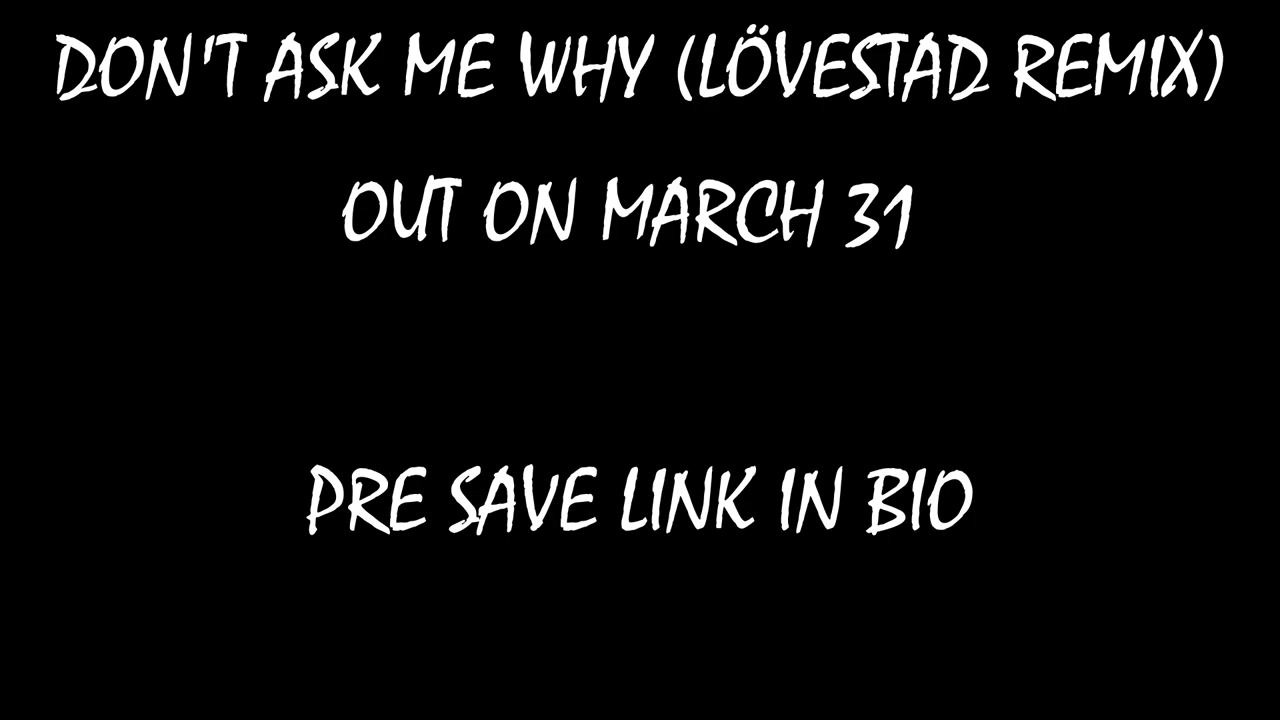 DON'T ASK ME WHY (LÖVESTAD REMIX)
OUT ON MARCH 31
PRE SAVE LINK IN BIO